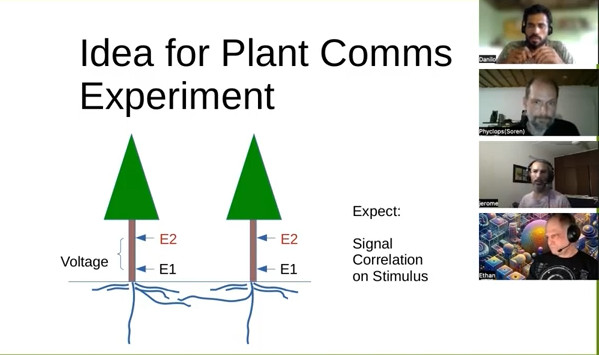 Idea for Plant Comms
Experiment
E2
E2
Voltage
E1
E1
Expect:
Signal
Correlation
on Stimulus
Danilo
Phyclops(Soren)
jerome
Ethan